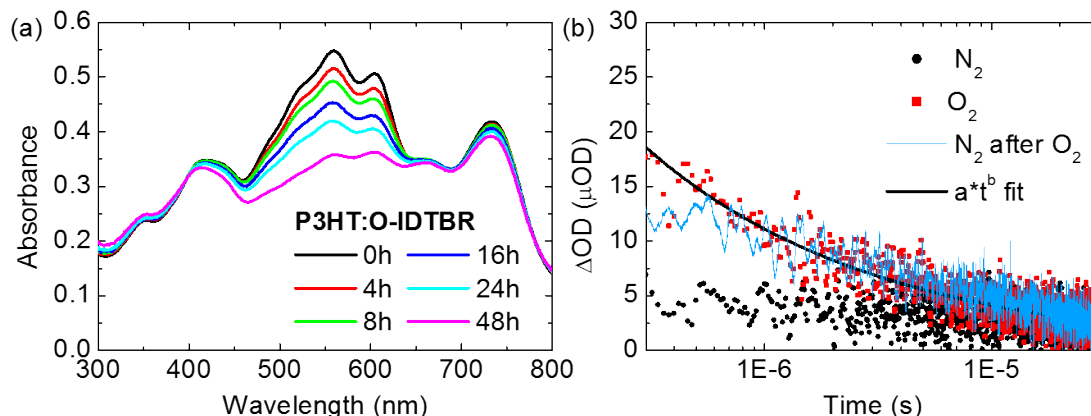 (a)
Absorbance
0.6
0.5
0.4
0.3
0.2
0.1
0.0
P3HT:O-IDTBR
0h 16h
4h 24h
8h 48h
300 400 500 600 700 800
Wavelength (nm)
(b)
ΔOD (μOD)
30
25
20
15
10
5
0
N₂
O₂
N₂ after O₂
a*tᵇ fit
1E-6 1E-5
Time (s)